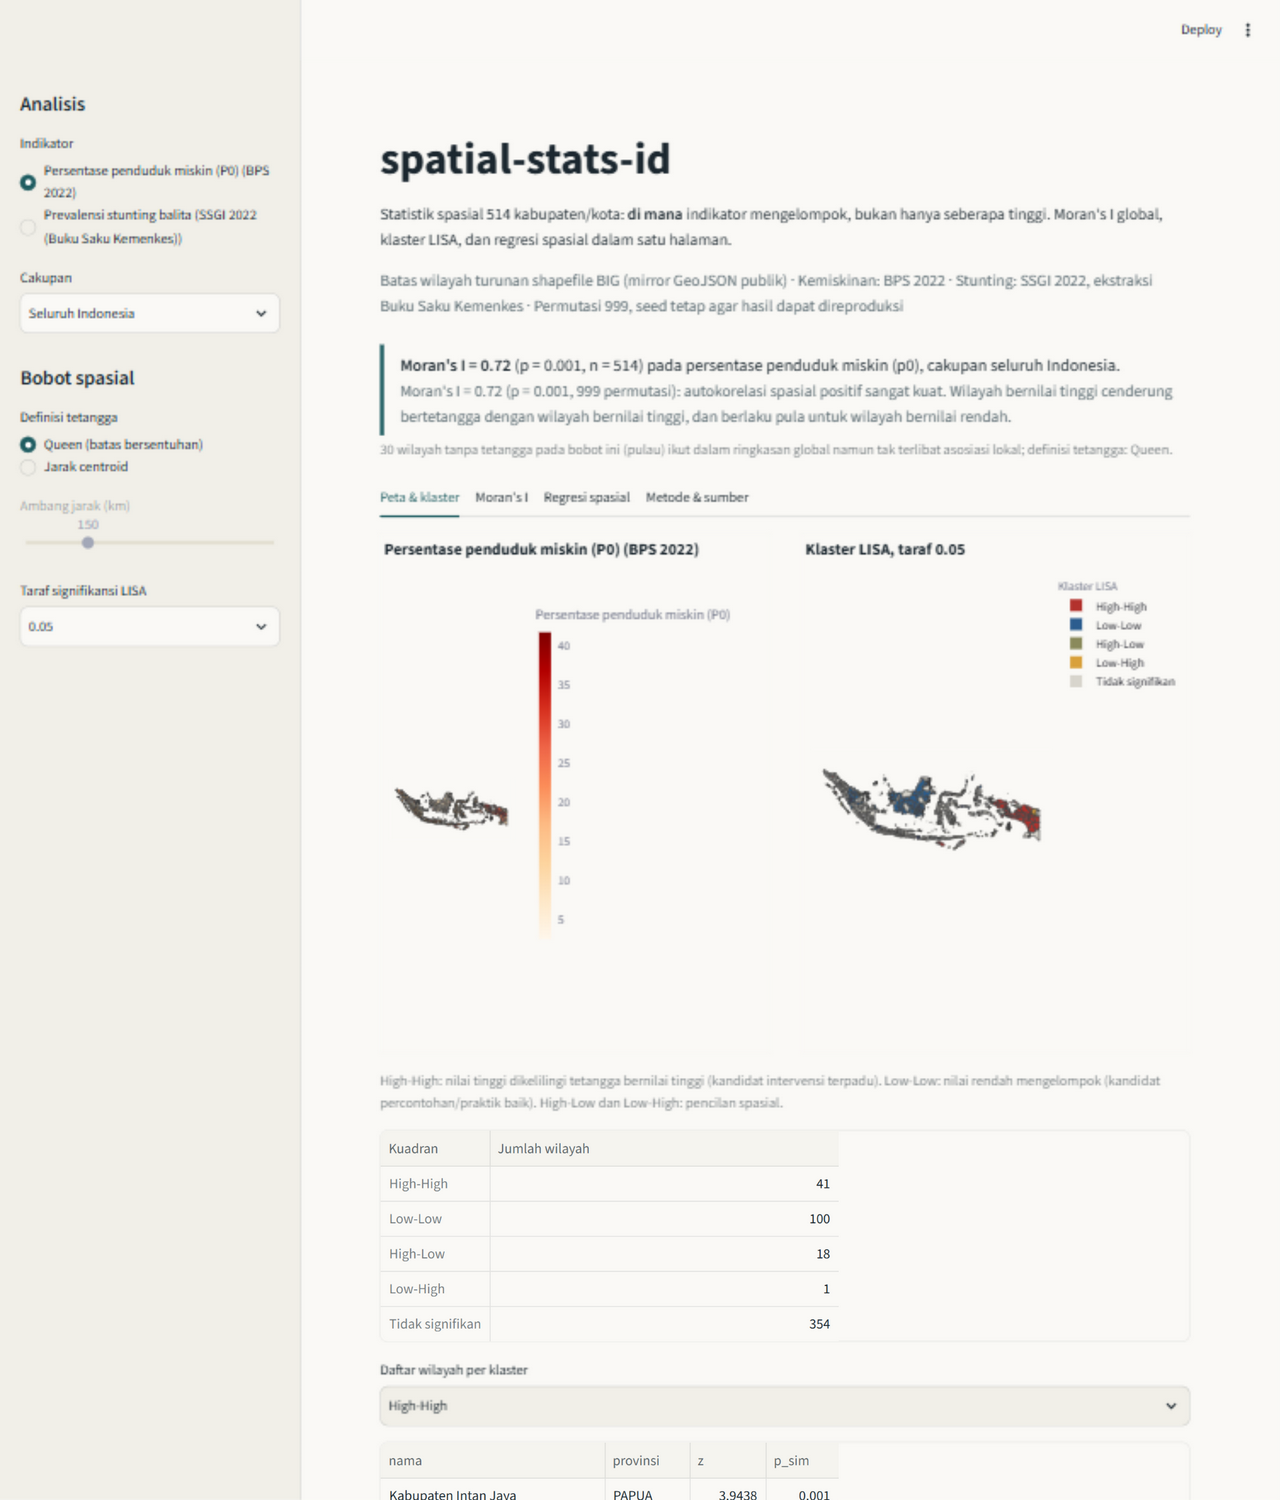 Deploy
Analisis
Indikator
Persentase penduduk miskin (P0) (BPS
2022)
Prevalensi stunting balita (SSGI 2022
(Buku Saku Kemenkes))
Cakupan
Seluruh Indonesia
Bobot spasial
Definisi tetangga
Queen (batas bersentuhan)
Jarak centroid
Ambang jarak (km)
150
Taraf signifikansi LISA
0.05
spatial-stats-id
Statistik spasial 514 kabupaten/kota: di mana indikator mengelompok, bukan hanya seberapa tinggi. Moran's I global,
klaster LISA, dan regresi spasial dalam satu halaman.
Batas wilayah turunan shapefile BIG (mirror GeoJSON publik) · Kemiskinan: BPS 2022 · Stunting: SSGI 2022, ekstraksi
Buku Saku Kemenkes · Permutasi 999, seed tetap agar hasil dapat direproduksi
Moran's I = 0.72 (p = 0.001, n = 514) pada persentase penduduk miskin (p0), cakupan seluruh Indonesia.
Moran's I = 0.72 (p = 0.001, 999 permutasi): autokorelasi spasial positif sangat kuat. Wilayah bernilai tinggi cenderung
bertetangga dengan wilayah bernilai tinggi, dan berlaku pula untuk wilayah bernilai rendah.
30 wilayah tanpa tetangga pada bobot ini (pulau) ikut dalam ringkasan global namun tak terlibat asosiasi lokal; definisi tetangga: Queen.
Peta & klaster Moran's I Regresi spasial Metode & sumber
Persentase penduduk miskin (P0) (BPS 2022)
Persentase penduduk miskin (P0)
40
35
30
25
20
15
10
5
Klaster LISA, taraf 0.05
Klaster LISA
High-High
Low-Low
High-Low
Low-High
Tidak signifikan
High-High: nilai tinggi dikelilingi tetangga bernilai tinggi (kandidat intervensi terpadu). Low-Low: nilai rendah mengelompok (kandidat
percontohan/praktik baik). High-Low dan Low-High: pencilan spasial.
Kuadran Jumlah wilayah
High-High 41
Low-Low 100
High-Low 18
Low-High 1
Tidak signifikan 354
Daftar wilayah per klaster
High-High
nama provinsi z p_sim
Kabupaten Intan Jaya PAPUA 3.9438 0.001